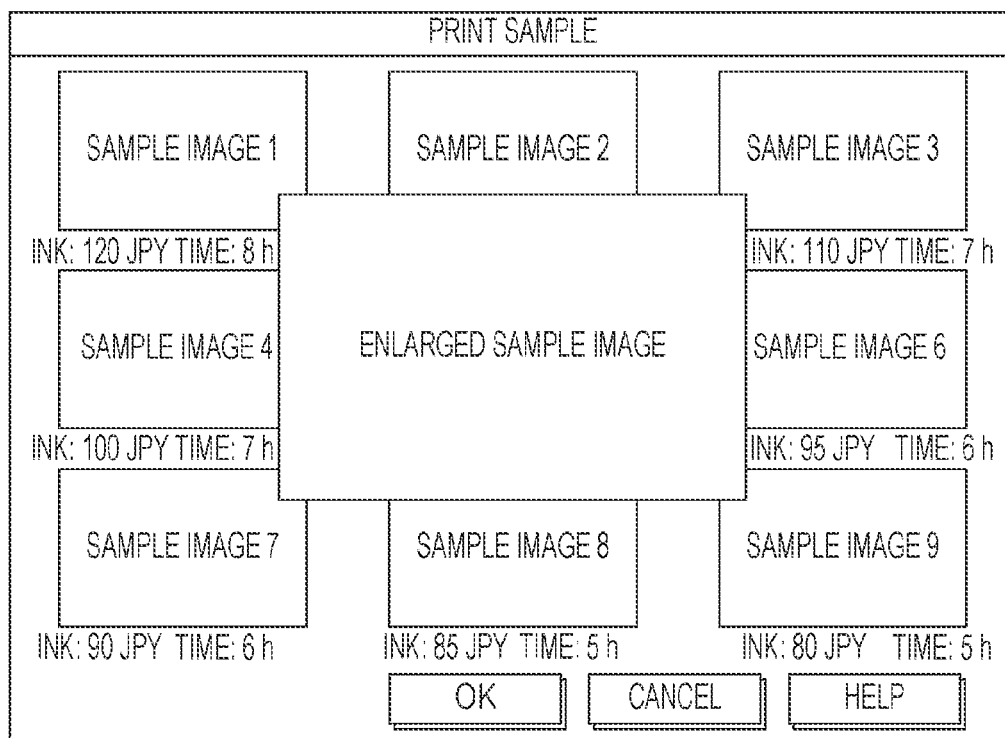 PRINT SAMPLE
SAMPLE IMAGE 1
SAMPLE IMAGE 2
SAMPLE IMAGE 3
INK: 120 JPY TIME: 8 h
INK: 110 JPY TIME: 7 h
SAMPLE IMAGE 4
ENLARGED SAMPLE IMAGE
SAMPLE IMAGE 6
INK: 100 JPY TIME: 7 h
INK: 95 JPY TIME: 6 h
SAMPLE IMAGE 7
SAMPLE IMAGE 8
SAMPLE IMAGE 9
INK: 90 JPY TIME: 6 h
INK: 85 JPY TIME: 5 h
INK: 80 JPY TIME: 5 h
OK
CANCEL
HELP